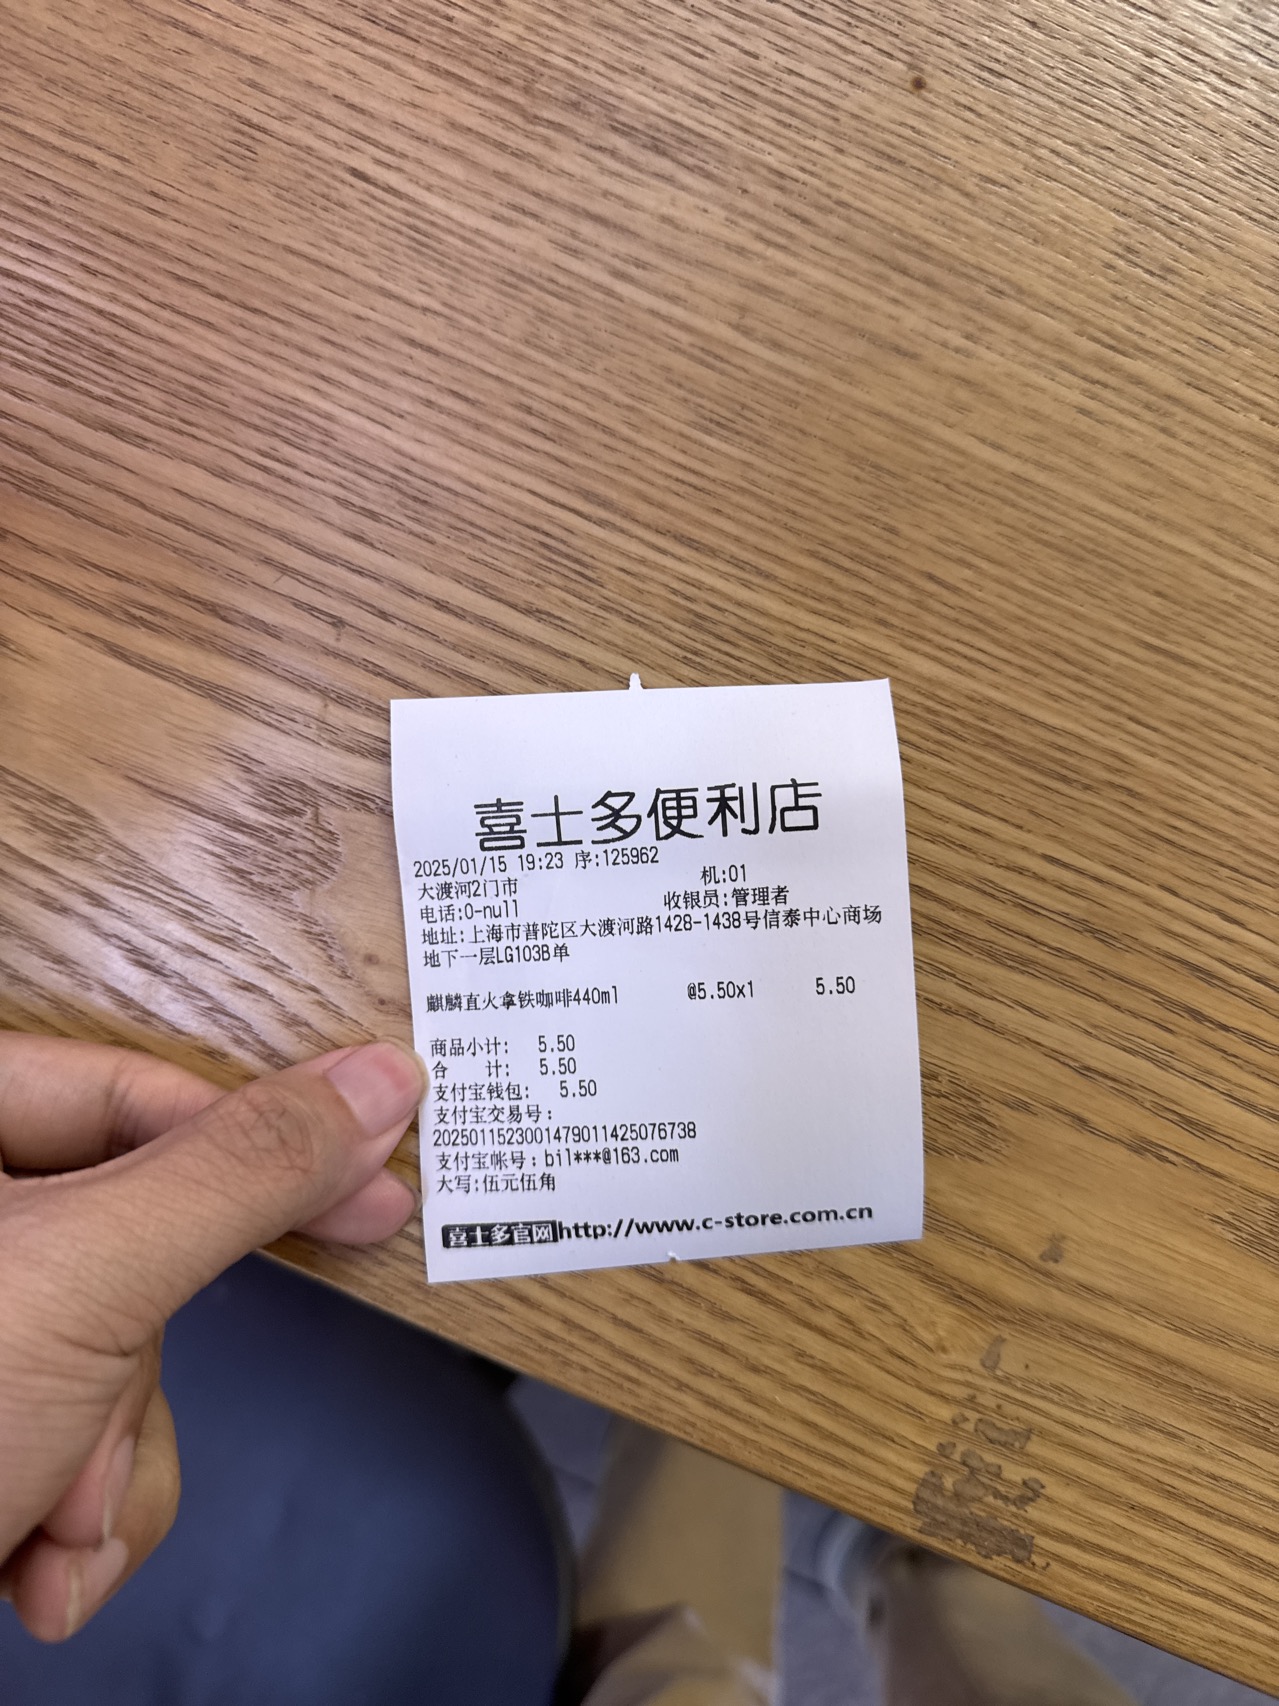 喜士多便利店
2025/01/15 19:23 序:125962
大渡河2门市 机:01
电话:0-null 收银员:管理者
地址:上海市普陀区大渡河路1428-1438号信泰中心商场
地下一层LG103B单
麒麟直火拿铁咖啡440ml @5.50x1 5.50
商品小计: 5.50
合 计: 5.50
支付宝钱包: 5.50
支付宝交易号:
2025011523001479011425076738
支付宝帐号:bil***@163.com
大写:伍元伍角
喜士多官网http://www.c-store.com.cn